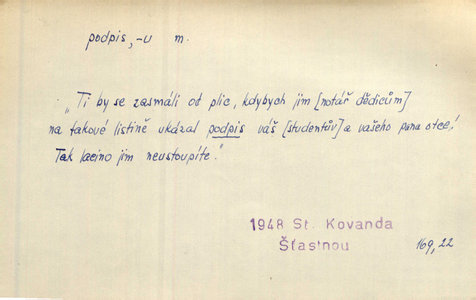 podpis, -u m.
„Ti by se zasmáli od plic, kdybych jim [notář dědicům]
na takové listině ukázal podpis váš [studentův] a vašeho pana otce!
Tak lacino jim neustoupíte."
1948 St. Kovanda
Šťastnou
169, 22